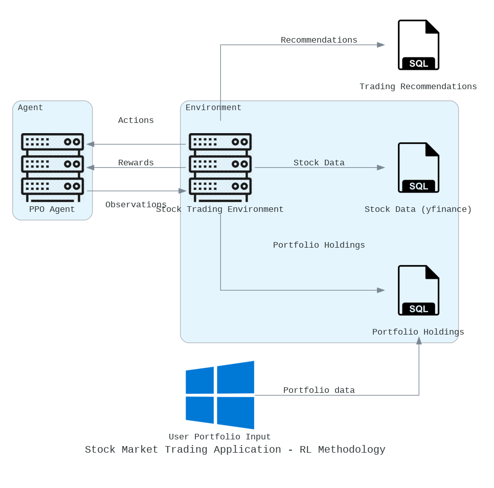 Recommendations
SQL
Trading Recommendations
Agent
Environment
Actions
Rewards
Stock Data
SQL
Observations
PPO Agent
Stock Trading Environment
Stock Data (yfinance)
Portfolio Holdings
SQL
Portfolio Holdings
Portfolio data
User Portfolio Input
Stock Market Trading Application - RL Methodology